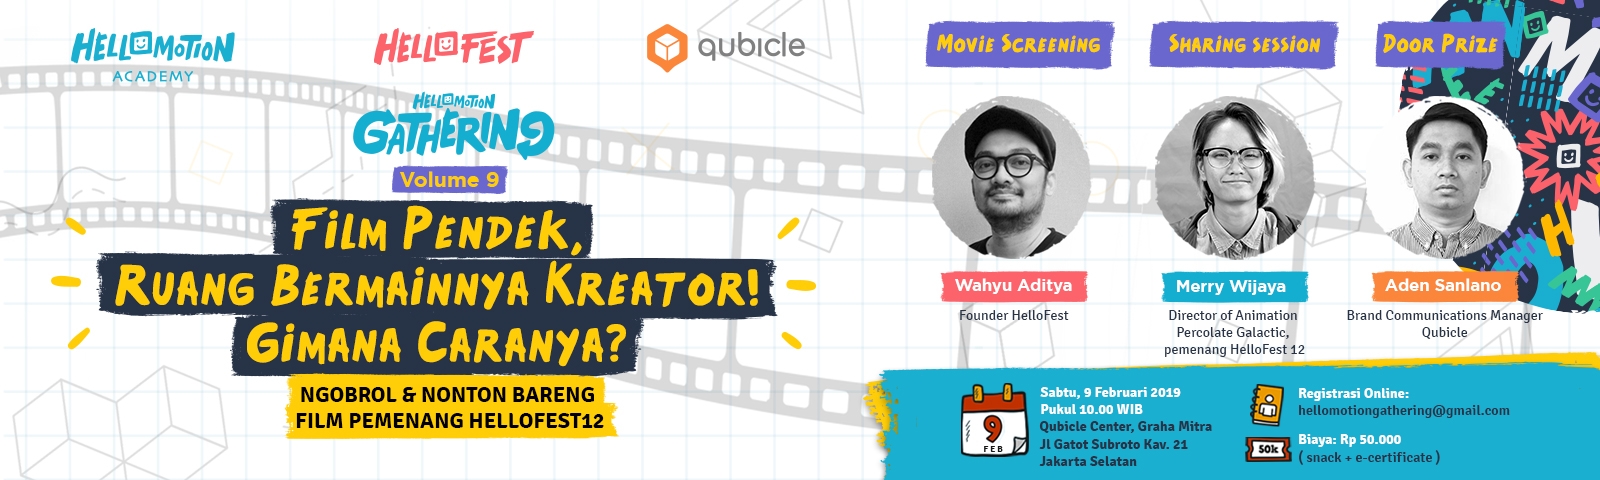 HELLOMOTION
ACADEMY
HELLOFEST
qubicle
HELLOMOTION
GATHERING
Volume 9
FILM PENDEK,
RUANG BERMAINNYA KREATOR!
GIMANA CARANYA?
NGOBROL & NONTON BARENG
FILM PEMENANG HELLOFEST12
MOVIE SCREENING
SHARING SESSION
DOOR PRIZE
Wahyu Aditya
Founder HelloFest
Merry Wijaya
Director of Animation
Percolate Galactic,
pemenang HelloFest 12
Aden Sanlano
Brand Communications Manager
Qubicle
9
FEB
Sabtu, 9 Februari 2019
Pukul 10.00 WIB
Qubicle Center, Graha Mitra
Jl Gatot Subroto Kav. 21
Jakarta Selatan
Registrasi Online:
hellomotiongathering@gmail.com
50k
Biaya: Rp 50.000
( snack + e-certificate )